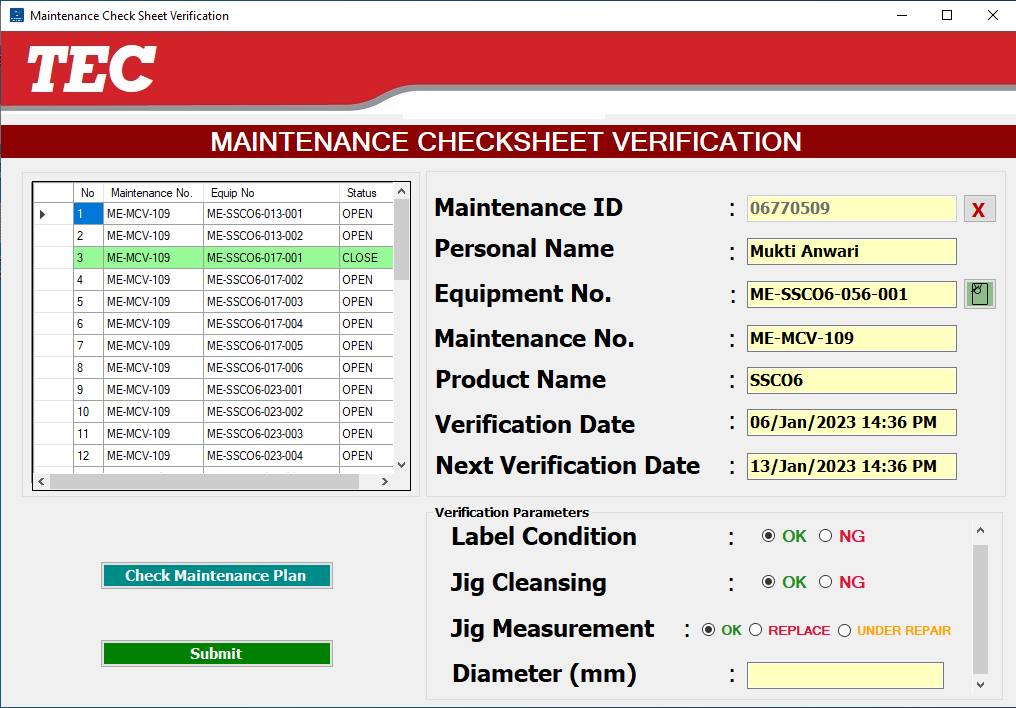 Maintenance Check Sheet Verification
TEC
MAINTENANCE CHECKSHEET VERIFICATION
No Maintenance No. Equip No Status
1 ME-MCV-109 ME-SSCO6-013-001 OPEN
2 ME-MCV-109 ME-SSCO6-013-002 OPEN
3 ME-MCV-109 ME-SSCO6-017-001 CLOSE
4 ME-MCV-109 ME-SSCO6-017-002 OPEN
5 ME-MCV-109 ME-SSCO6-017-003 OPEN
6 ME-MCV-109 ME-SSCO6-017-004 OPEN
7 ME-MCV-109 ME-SSCO6-017-005 OPEN
8 ME-MCV-109 ME-SSCO6-017-006 OPEN
9 ME-MCV-109 ME-SSCO6-023-001 OPEN
10 ME-MCV-109 ME-SSCO6-023-002 OPEN
11 ME-MCV-109 ME-SSCO6-023-003 OPEN
12 ME-MCV-109 ME-SSCO6-023-004 OPEN
Check Maintenance Plan
Submit
Maintenance ID : 06770509 X
Personal Name : Mukti Anwari
Equipment No. : ME-SSCO6-056-001
Maintenance No. : ME-MCV-109
Product Name : SSCO6
Verification Date : 06/Jan/2023 14:36 PM
Next Verification Date : 13/Jan/2023 14:36 PM
Verification Parameters
Label Condition : OK NG
Jig Cleansing : OK NG
Jig Measurement : OK REPLACE UNDER REPAIR
Diameter (mm) :